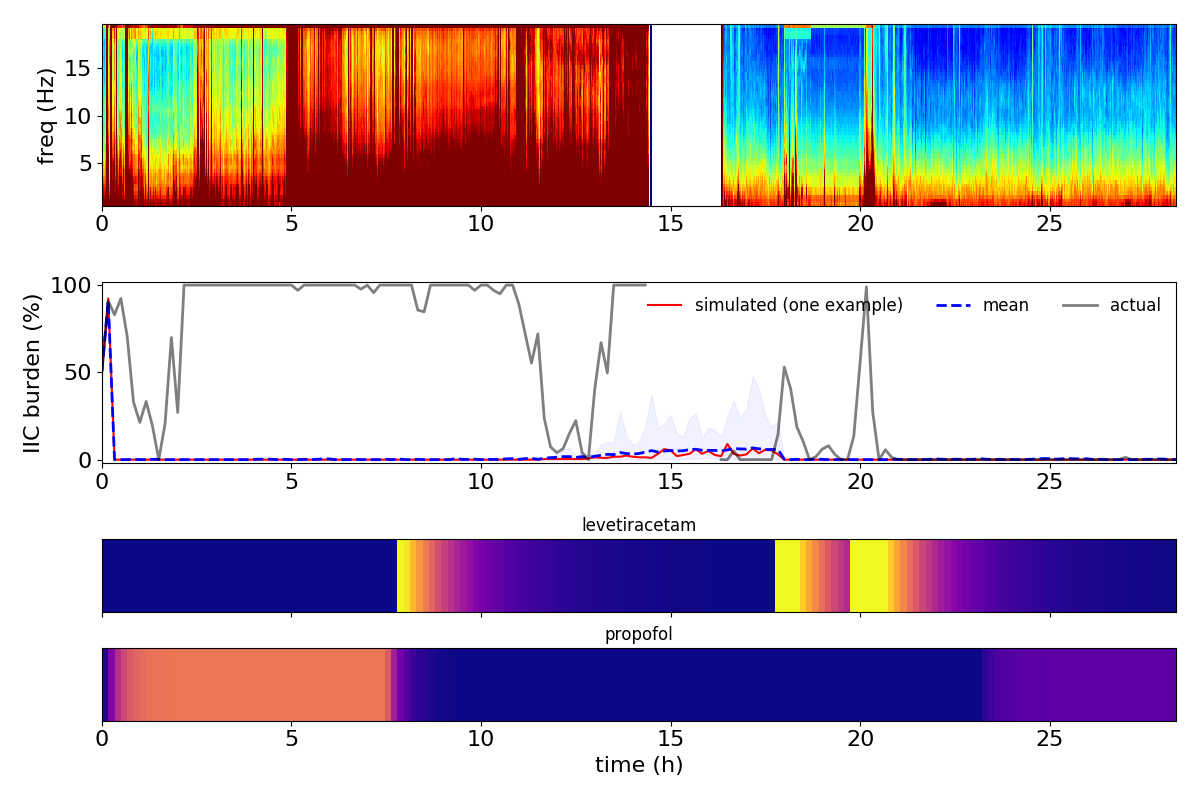 freq (Hz)
15
10
5
0 5 10 15 20 25
IIC burden (%)
100
50
0
simulated (one example) mean actual
0 5 10 15 20 25
levetiracetam
propofol
0 5 10 15 20 25
time (h)